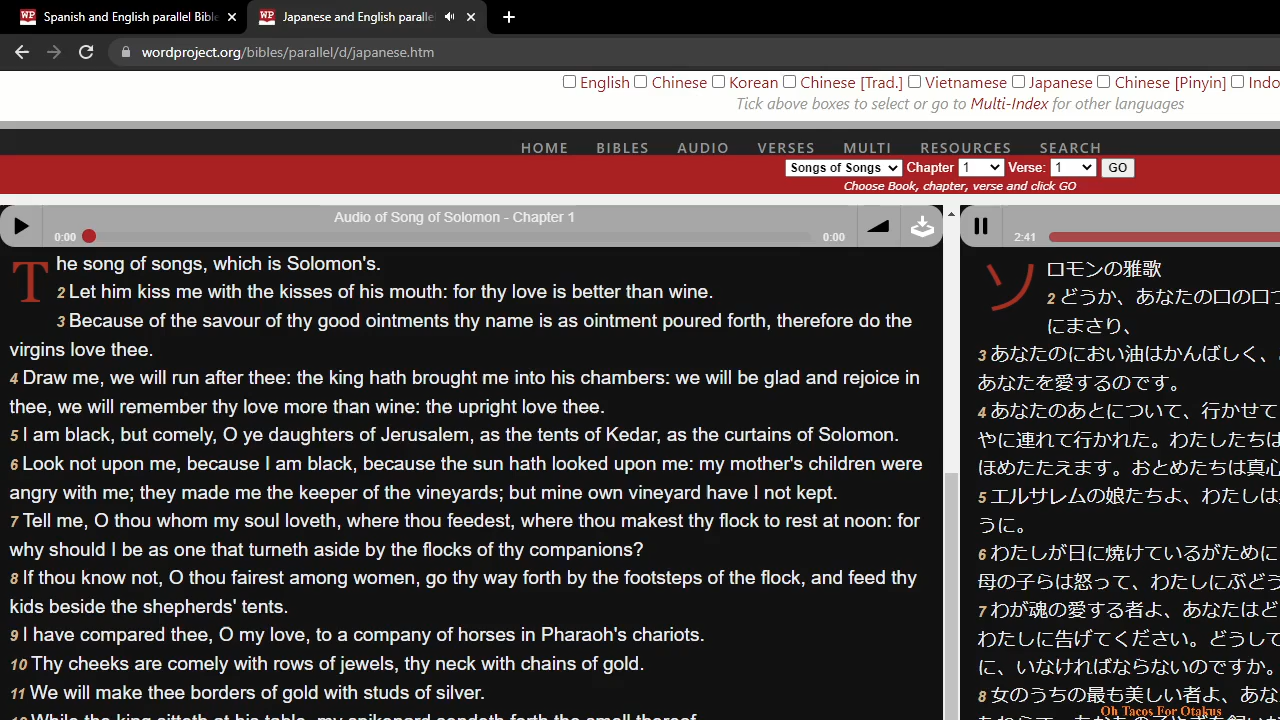 Spanish and English parallel Bible
Japanese and English parallel
wordproject.org/bibles/parallel/d/japanese.htm
English Chinese Korean Chinese [Trad.] Vietnamese Japanese Chinese [Pinyin] Indo
Tick above boxes to select or go to Multi-Index for other languages
HOME BIBLES AUDIO VERSES MULTI RESOURCES SEARCH
Songs of Songs Chapter 1 Verse: 1 GO
Choose Book, chapter, verse and click GO
Audio of Song of Solomon - Chapter 1
0:00 0:00
The song of songs, which is Solomon's.
2 Let him kiss me with the kisses of his mouth: for thy love is better than wine.
3 Because of the savour of thy good ointments thy name is as ointment poured forth, therefore do the
virgins love thee.
4 Draw me, we will run after thee: the king hath brought me into his chambers: we will be glad and rejoice in
thee, we will remember thy love more than wine: the upright love thee.
5 I am black, but comely, O ye daughters of Jerusalem, as the tents of Kedar, as the curtains of Solomon.
6 Look not upon me, because I am black, because the sun hath looked upon me: my mother's children were
angry with me; they made me the keeper of the vineyards; but mine own vineyard have I not kept.
7 Tell me, O thou whom my soul loveth, where thou feedest, where thou makest thy flock to rest at noon: for
why should I be as one that turneth aside by the flocks of thy companions?
8 If thou know not, O thou fairest among women, go thy way forth by the footsteps of the flock, and feed thy
kids beside the shepherds' tents.
9 I have compared thee, O my love, to a company of horses in Pharaoh's chariots.
10 Thy cheeks are comely with rows of jewels, thy neck with chains of gold.
11 We will make thee borders of gold with studs of silver.
While the king sitteth at his table, my spikenard sendeth forth the smell thereof
2:41
ソロモンの雅歌
2 どうか、あなたの口の口づ
にまさり、
3 あなたのにおい油はかんばしく、
あなたを愛するのです。
4 あなたのあとについて、行かせて
やに連れて行かれた。わたしたちは
ほめたたえます。おとめたちは真心
5 エルサレムの娘たちよ、わたしは
うに。
6 わたしが日に焼けているがために
母の子らは怒って、わたしにぶどう
7 わが魂の愛する者よ、あなたはど
わたしに告げてください。どうして
に、いなければならないのですか。
8 女のうちの最も美しい者よ、あな
Oh Tacos For Otakus